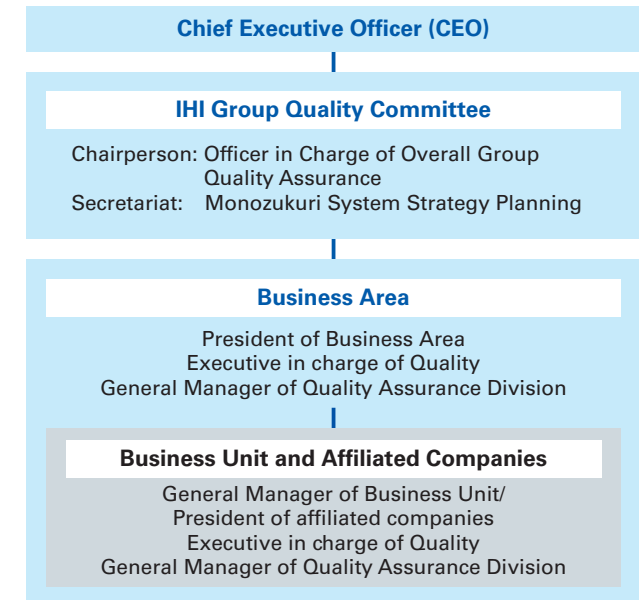 Chief Executive Officer (CEO)
IHI Group Quality Committee
Chairperson: Officer in Charge of Overall Group
Quality Assurance
Secretariat: Monozukuri System Strategy Planning
Business Area
President of Business Area
Executive in charge of Quality
General Manager of Quality Assurance Division
Business Unit and Affiliated Companies
General Manager of Business Unit/
President of affiliated companies
Executive in charge of Quality
General Manager of Quality Assurance Division